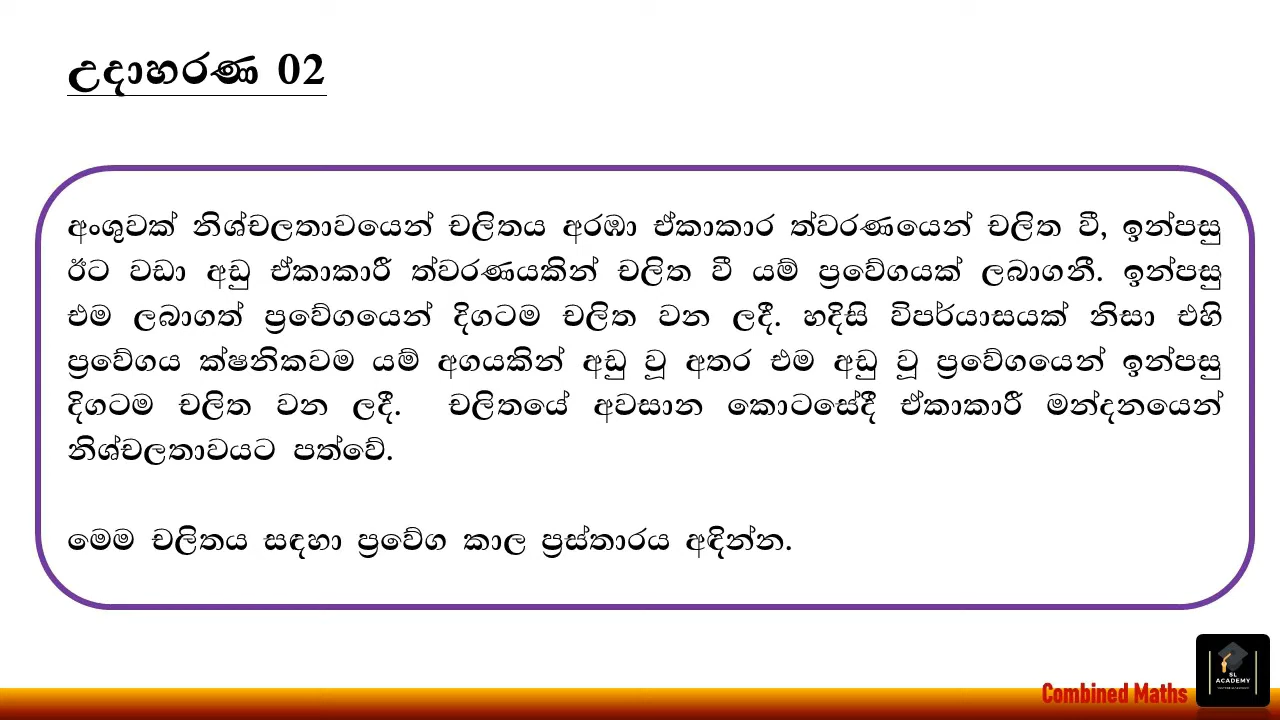 උදාහරණ 02
අංශුවක් නිශ්චලතාවයෙන් චලිතය අරඹා ඒකාකාර ත්වරණයෙන් චලිත වී, ඉන්පසු
ඊට වඩා අඩු ඒකාකාරී ත්වරණයකින් චලිත වී යම් ප්‍රවේගයක් ලබාගනී. ඉන්පසු
එම ලබාගත් ප්‍රවේගයෙන් දිගටම චලිත වන ලදී. හදිසි විපර්යාසයක් නිසා එහි
ප්‍රවේගය ක්ෂනිකවම යම් අගයකින් අඩු වූ අතර එම අඩු වූ ප්‍රවේගයෙන් ඉන්පසු
දිගටම චලිත වන ලදී. චලිතයේ අවසාන කොටසේදී ඒකාකාරී මන්දනයෙන්
නිශ්චලතාවයට පත්වේ.
මෙම චලිතය සඳහා ප්‍රවේග කාල ප්‍රස්තාරය අඳින්න.
SL
ACADEMY
Combined Maths